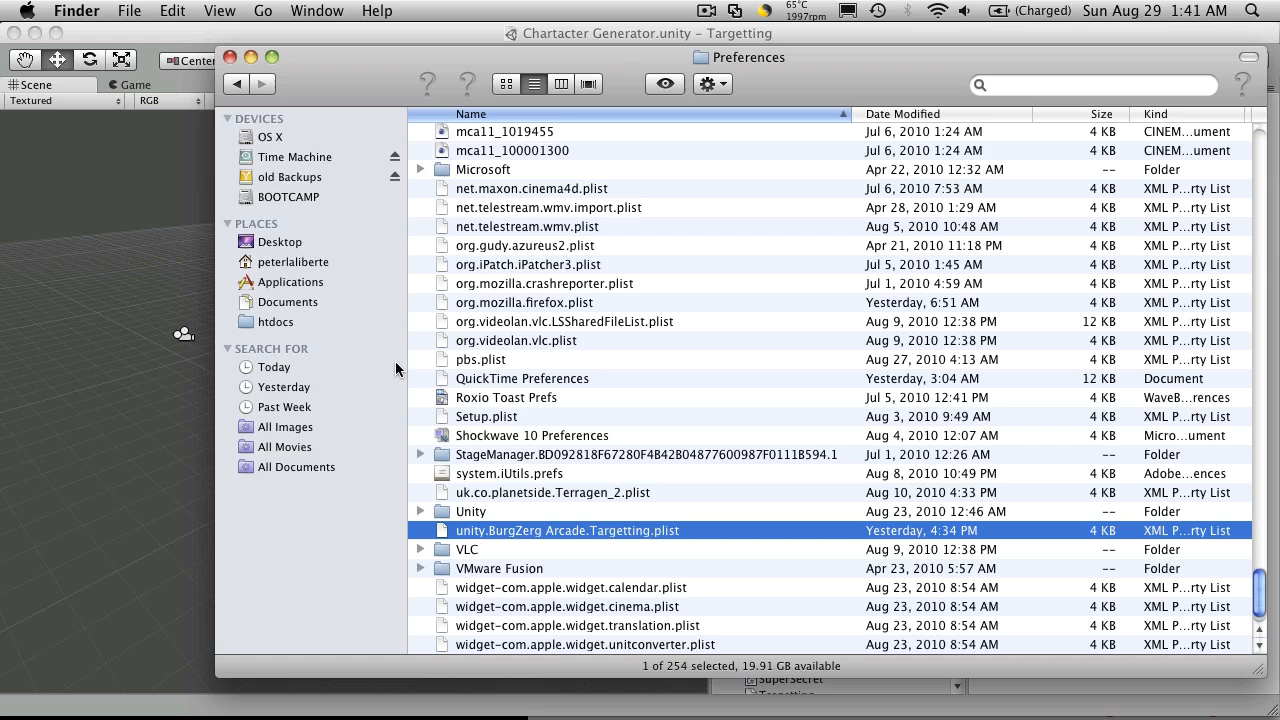 Finder File Edit View Go Window Help 65°C 1997rpm (Charged) Sun Aug 29 1:41 AM
Chartacter Generator.unity – Targetting
Center
Scene Game
Textured RGB
Preferences
Name Date Modified Size Kind
DEVICES
OS X
Time Machine
old Backups
BOOTCAMP
PLACES
Desktop
peterlaliberte
Applications
Documents
htdocs
SEARCH FOR
Today
Yesterday
Past Week
All Images
All Movies
All Documents
mca11_1019455 Jul 6, 2010 1:24 AM 4 KB CINEM...ument
mca11_100001300 Jul 6, 2010 1:24 AM 4 KB CINEM...ument
Microsoft Apr 22, 2010 12:32 AM -- Folder
net.maxon.cinema4d.plist Jul 6, 2010 7:53 AM 4 KB XML P...rty List
net.telestream.wmv.import.plist Apr 28, 2010 1:29 AM 4 KB XML P...rty List
net.telestream.wmv.plist Aug 5, 2010 10:48 AM 4 KB XML P...rty List
org.gudy.azureus2.plist Apr 21, 2010 11:18 PM 4 KB XML P...rty List
org.iPatch.iPatcher3.plist Jul 5, 2010 1:45 AM 4 KB XML P...rty List
org.mozilla.crashreporter.plist Jul 1, 2010 4:59 AM 4 KB XML P...rty List
org.mozilla.firefox.plist Yesterday, 6:51 AM 4 KB XML P...rty List
org.videolan.vlc.LSSharedFileList.plist Aug 9, 2010 12:38 PM 12 KB XML P...rty List
org.videolan.vlc.plist Aug 9, 2010 12:38 PM 4 KB XML P...rty List
pbs.plist Aug 27, 2010 4:13 AM 4 KB XML P...rty List
QuickTime Preferences Yesterday, 3:04 AM 12 KB Document
Roxio Toast Prefs Jul 5, 2010 12:41 PM 4 KB WaveB...rences
Setup.plist Aug 3, 2010 9:49 AM 4 KB XML P...rty List
Shockwave 10 Preferences Aug 4, 2010 12:07 AM 4 KB Micro...ument
StageManager.BD092818F67280F4B42B04877600987F0111B594.1 Jul 1, 2010 12:26 AM -- Folder
system.iUtils.prefs Aug 8, 2010 10:49 PM 4 KB Adobe...ences
uk.co.planetside.Terragen_2.plist Aug 10, 2010 4:33 PM 4 KB XML P...rty List
Unity Aug 23, 2010 12:46 AM -- Folder
unity.BurgZerg Arcade.Targetting.plist Yesterday, 4:34 PM 4 KB XML P...rty List
VLC Aug 9, 2010 12:38 PM -- Folder
VMware Fusion Apr 23, 2010 5:57 AM -- Folder
widget-com.apple.widget.calendar.plist Aug 23, 2010 8:54 AM 4 KB XML P...rty List
widget-com.apple.widget.cinema.plist Aug 23, 2010 8:54 AM 4 KB XML P...rty List
widget-com.apple.widget.translation.plist Aug 23, 2010 8:54 AM 4 KB XML P...rty List
widget-com.apple.widget.unitconverter.plist Aug 23, 2010 8:54 AM 4 KB XML P...rty List
1 of 254 selected, 19.91 GB available
SuperSecret
Targetting